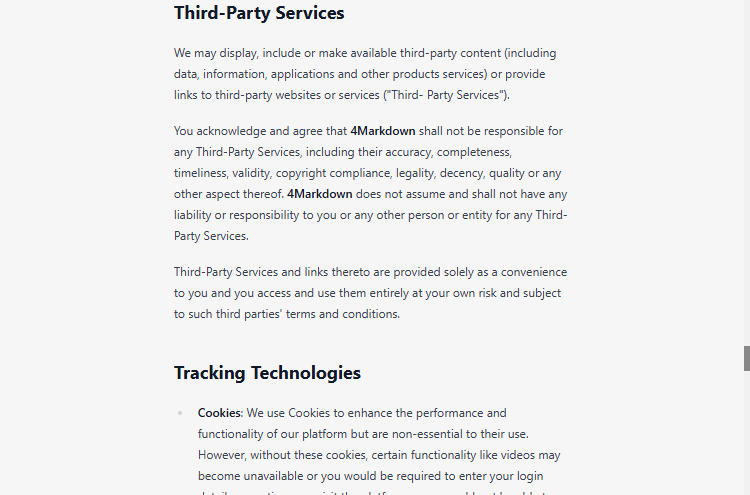 Third-Party Services
We may display, include or make available third-party content (including
data, information, applications and other products services) or provide
links to third-party websites or services ("Third- Party Services").
You acknowledge and agree that 4Markdown shall not be responsible for
any Third-Party Services, including their accuracy, completeness,
timeliness, validity, copyright compliance, legality, decency, quality or any
other aspect thereof. 4Markdown does not assume and shall not have any
liability or responsibility to you or any other person or entity for any Third-
Party Services.
Third-Party Services and links thereto are provided solely as a convenience
to you and you access and use them entirely at your own risk and subject
to such third parties' terms and conditions.
Tracking Technologies
Cookies: We use Cookies to enhance the performance and
functionality of our platform but are non-essential to their use.
However, without these cookies, certain functionality like videos may
become unavailable or you would be required to enter your login